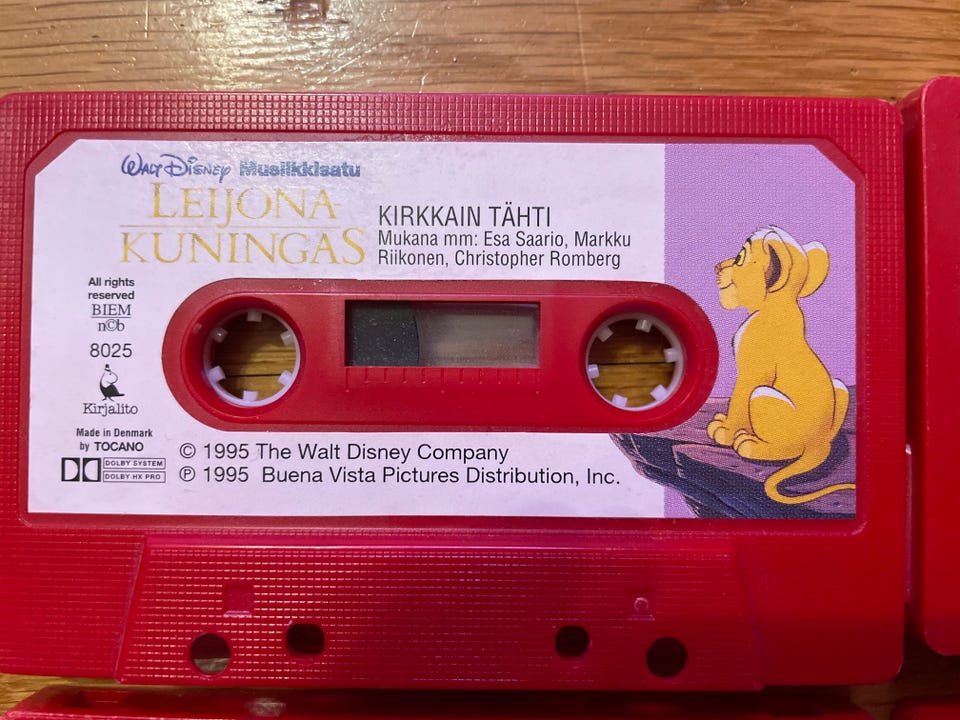 WALT DISNEY Musiikkisatu
LEIJONA-
KUNINGAS
KIRKKAIN TÄHTI
Mukana mm: Esa Saario, Markku
Riikonen, Christopher Romberg
All rights
reserved
BIEM
n©b
8025
Kirjalito
Made in Denmark
by TOCANO
DOLBY SYSTEM
DOLBY HX PRO
© 1995 The Walt Disney Company
℗ 1995 Buena Vista Pictures Distribution, Inc.